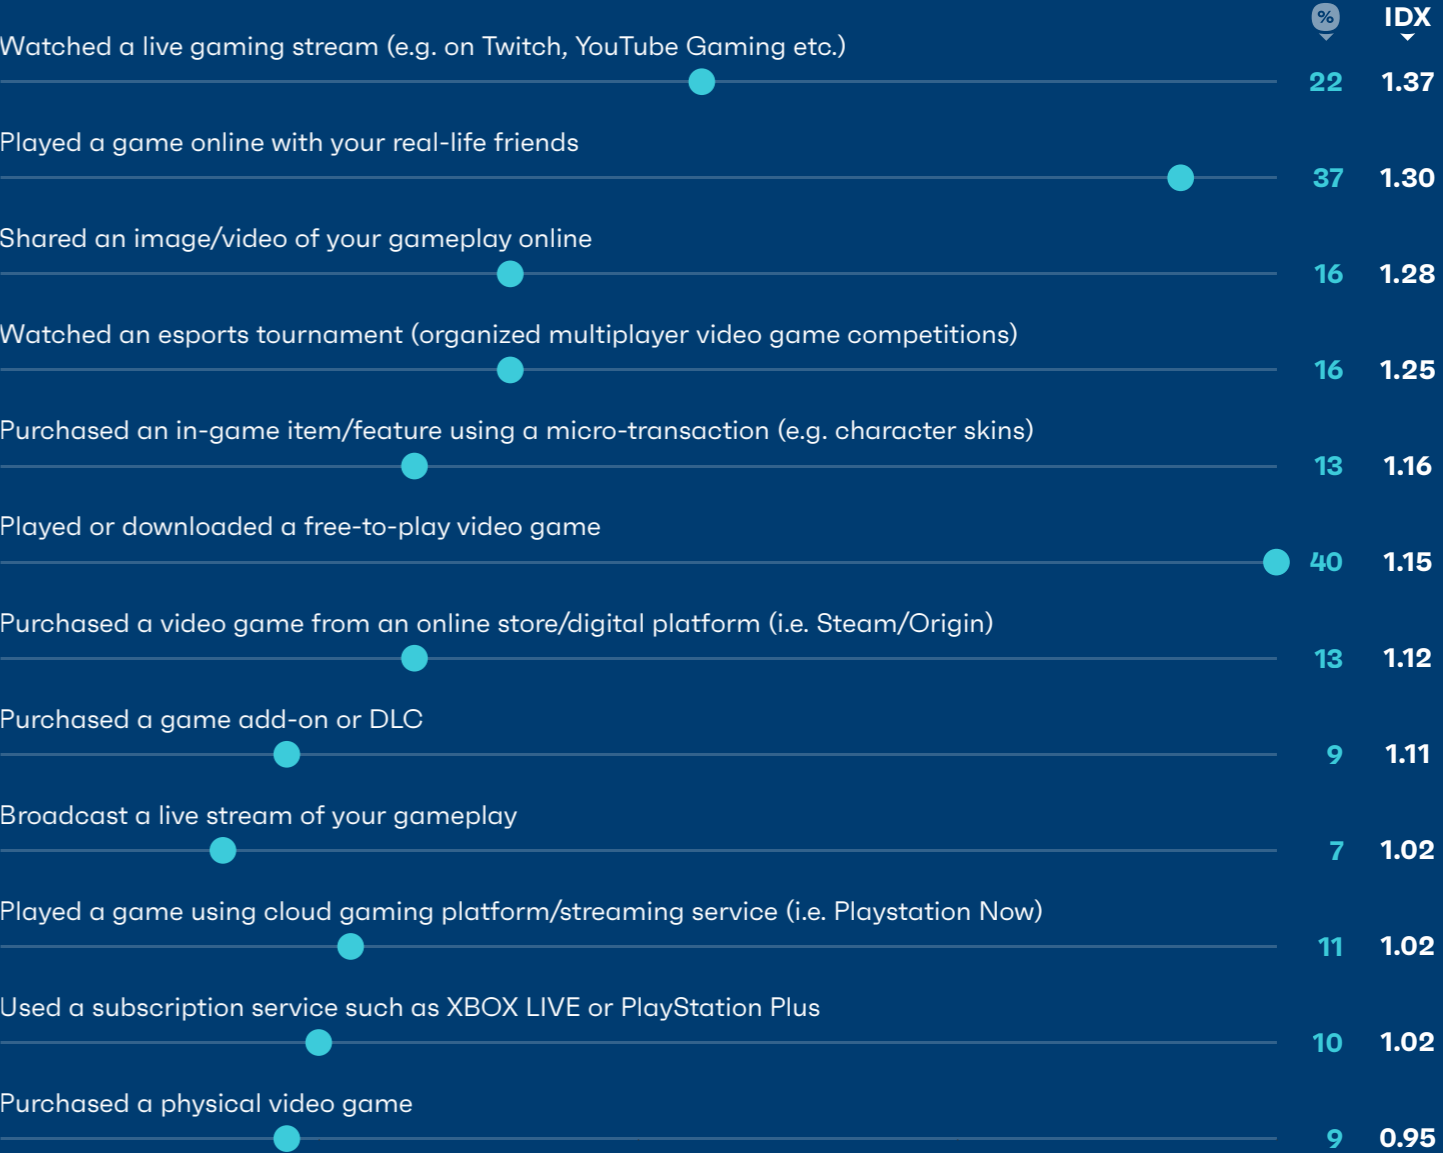 % IDX
Watched a live gaming stream (e.g. on Twitch, YouTube Gaming etc.)
22 1.37
Played a game online with your real-life friends
37 1.30
Shared an image/video of your gameplay online
16 1.28
Watched an esports tournament (organized multiplayer video game competitions)
16 1.25
Purchased an in-game item/feature using a micro-transaction (e.g. character skins)
13 1.16
Played or downloaded a free-to-play video game
40 1.15
Purchased a video game from an online store/digital platform (i.e. Steam/Origin)
13 1.12
Purchased a game add-on or DLC
9 1.11
Broadcast a live stream of your gameplay
7 1.02
Played a game using cloud gaming platform/streaming service (i.e. Playstation Now)
11 1.02
Used a subscription service such as XBOX LIVE or PlayStation Plus
10 1.02
Purchased a physical video game
9 0.95